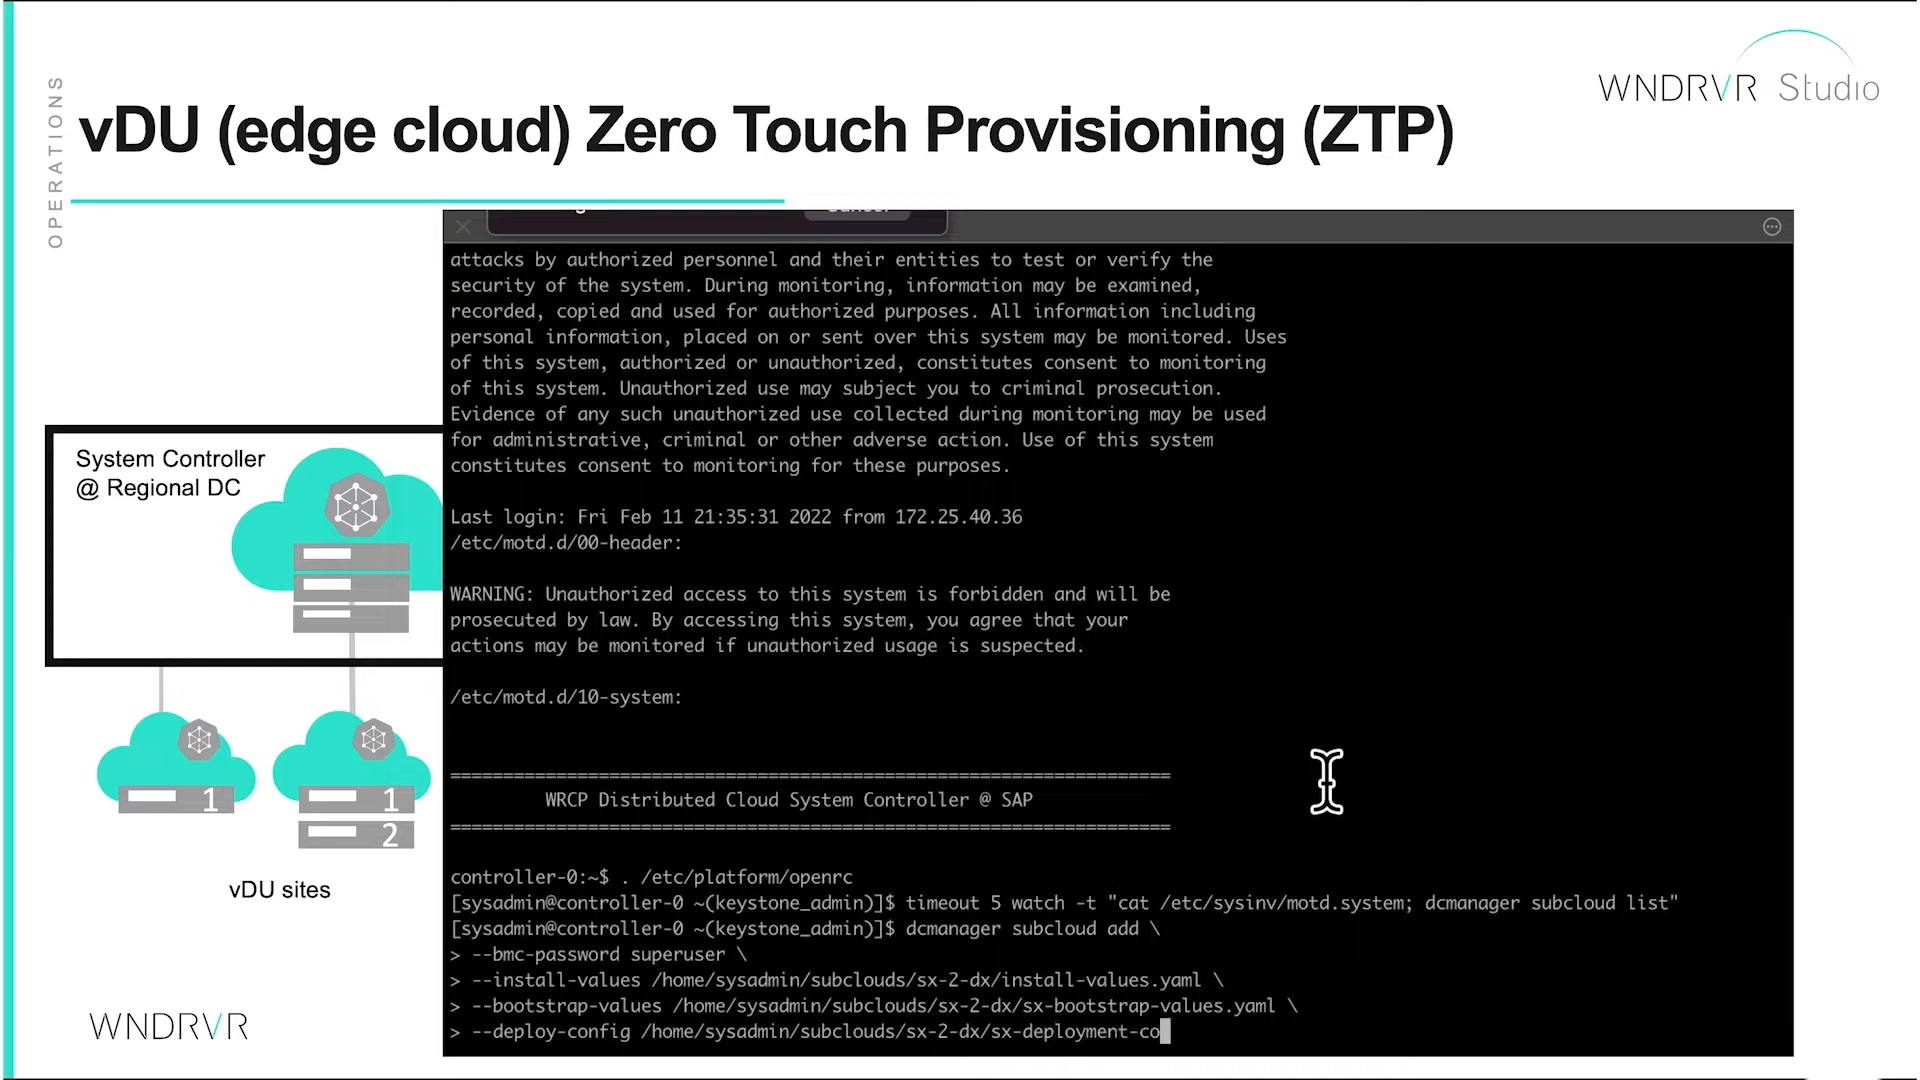 OPERATIONS
vDU (edge cloud) Zero Touch Provisioning (ZTP)
WNDRVR Studio
System Controller
@ Regional DC
1
1
2
vDU sites
WNDRVR
attacks by authorized personnel and their entities to test or verify the
security of the system. During monitoring, information may be examined,
recorded, copied and used for authorized purposes. All information including
personal information, placed on or sent over this system may be monitored. Uses
of this system, authorized or unauthorized, constitutes consent to monitoring
of this system. Unauthorized use may subject you to criminal prosecution.
Evidence of any such unauthorized use collected during monitoring may be used
for administrative, criminal or other adverse action. Use of this system
constitutes consent to monitoring for these purposes.
Last login: Fri Feb 11 21:35:31 2022 from 172.25.40.36
/etc/motd.d/00-header:
WARNING: Unauthorized access to this system is forbidden and will be
prosecuted by law. By accessing this system, you agree that your
actions may be monitored if unauthorized usage is suspected.
/etc/motd.d/10-system:
====================================================================
WRCP Distributed Cloud System Controller @ SAP
====================================================================
controller-0:~$ . /etc/platform/openrc
[sysadmin@controller-0 ~(keystone_admin)]$ timeout 5 watch -t "cat /etc/sysinv/motd.system; dcmanager subcloud list"
[sysadmin@controller-0 ~(keystone_admin)]$ dcmanager subcloud add \
> --bmc-password superuser \
> --install-values /home/sysadmin/subclouds/sx-2-dx/install-values.yaml \
> --bootstrap-values /home/sysadmin/subclouds/sx-2-dx/sx-bootstrap-values.yaml \
> --deploy-config /home/sysadmin/subclouds/sx-2-dx/sx-deployment-co